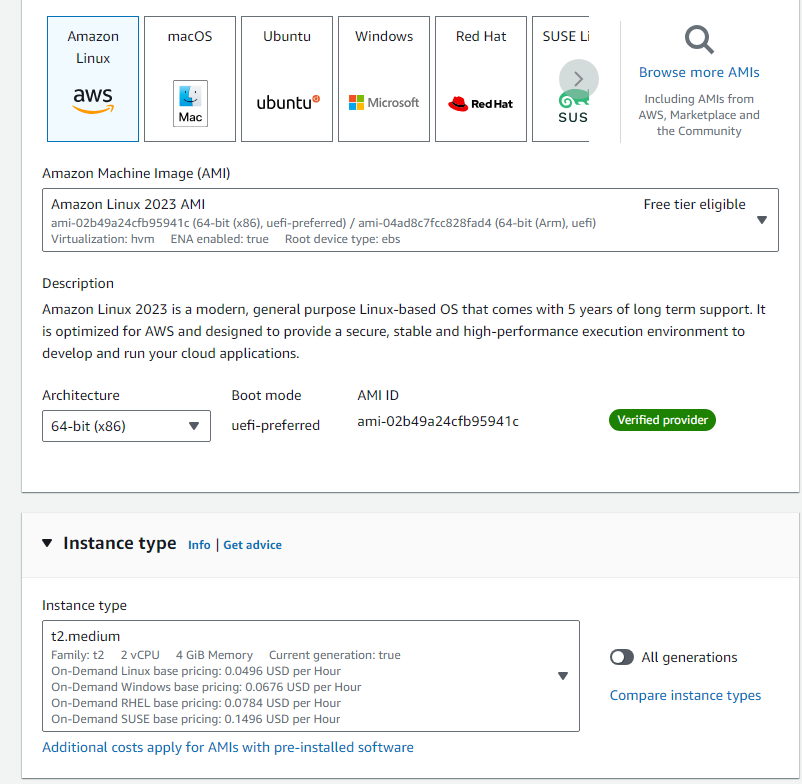 Amazon
Linux
aws
macOS
Mac
Ubuntu
ubuntu
Windows
Microsoft
Red Hat
Red Hat
SUSE Li
SUS
Browse more AMIs
Including AMIs from
AWS, Marketplace and
the Community
Amazon Machine Image (AMI)
Amazon Linux 2023 AMI Free tier eligible
ami-02b49a24cfb95941c (64-bit (x86), uefi-preferred) / ami-04ad8c7fcc828fad4 (64-bit (Arm), uefi)
Virtualization: hvm ENA enabled: true Root device type: ebs
Description
Amazon Linux 2023 is a modern, general purpose Linux-based OS that comes with 5 years of long term support. It
is optimized for AWS and designed to provide a secure, stable and high-performance execution environment to
develop and run your cloud applications.
Architecture Boot mode AMI ID
64-bit (x86) uefi-preferred ami-02b49a24cfb95941c Verified provider
Instance type Info | Get advice
Instance type
t2.medium
Family: t2 2 vCPU 4 GiB Memory Current generation: true
On-Demand Linux base pricing: 0.0496 USD per Hour
On-Demand Windows base pricing: 0.0676 USD per Hour
On-Demand RHEL base pricing: 0.0784 USD per Hour
On-Demand SUSE base pricing: 0.1496 USD per Hour
All generations
Compare instance types
Additional costs apply for AMIs with pre-installed software